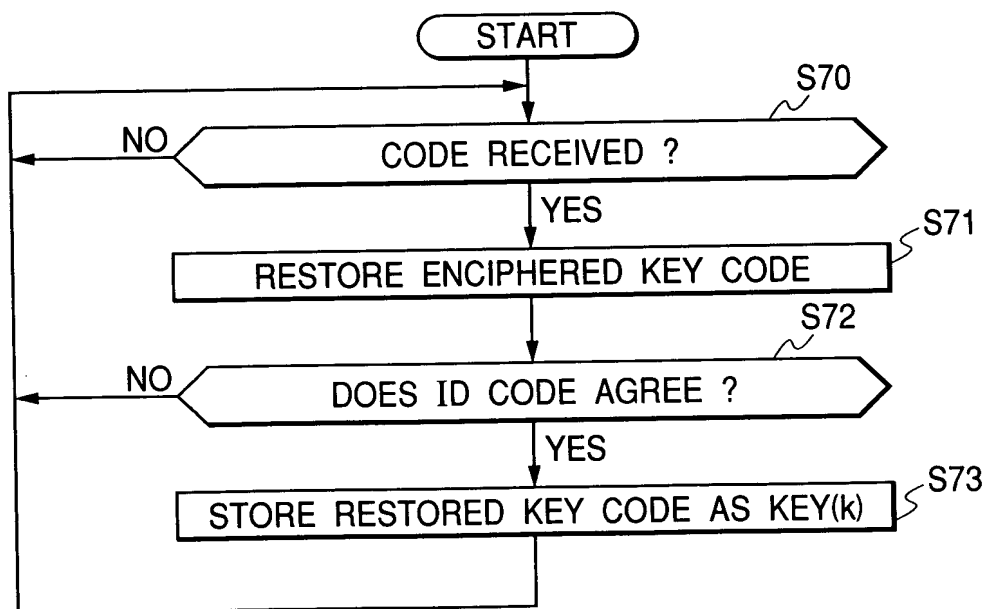 START
S70
NO
CODE RECEIVED ?
YES
S71
RESTORE ENCIPHERED KEY CODE
S72
NO
DOES ID CODE AGREE ?
YES
S73
STORE RESTORED KEY CODE AS KEY(k)